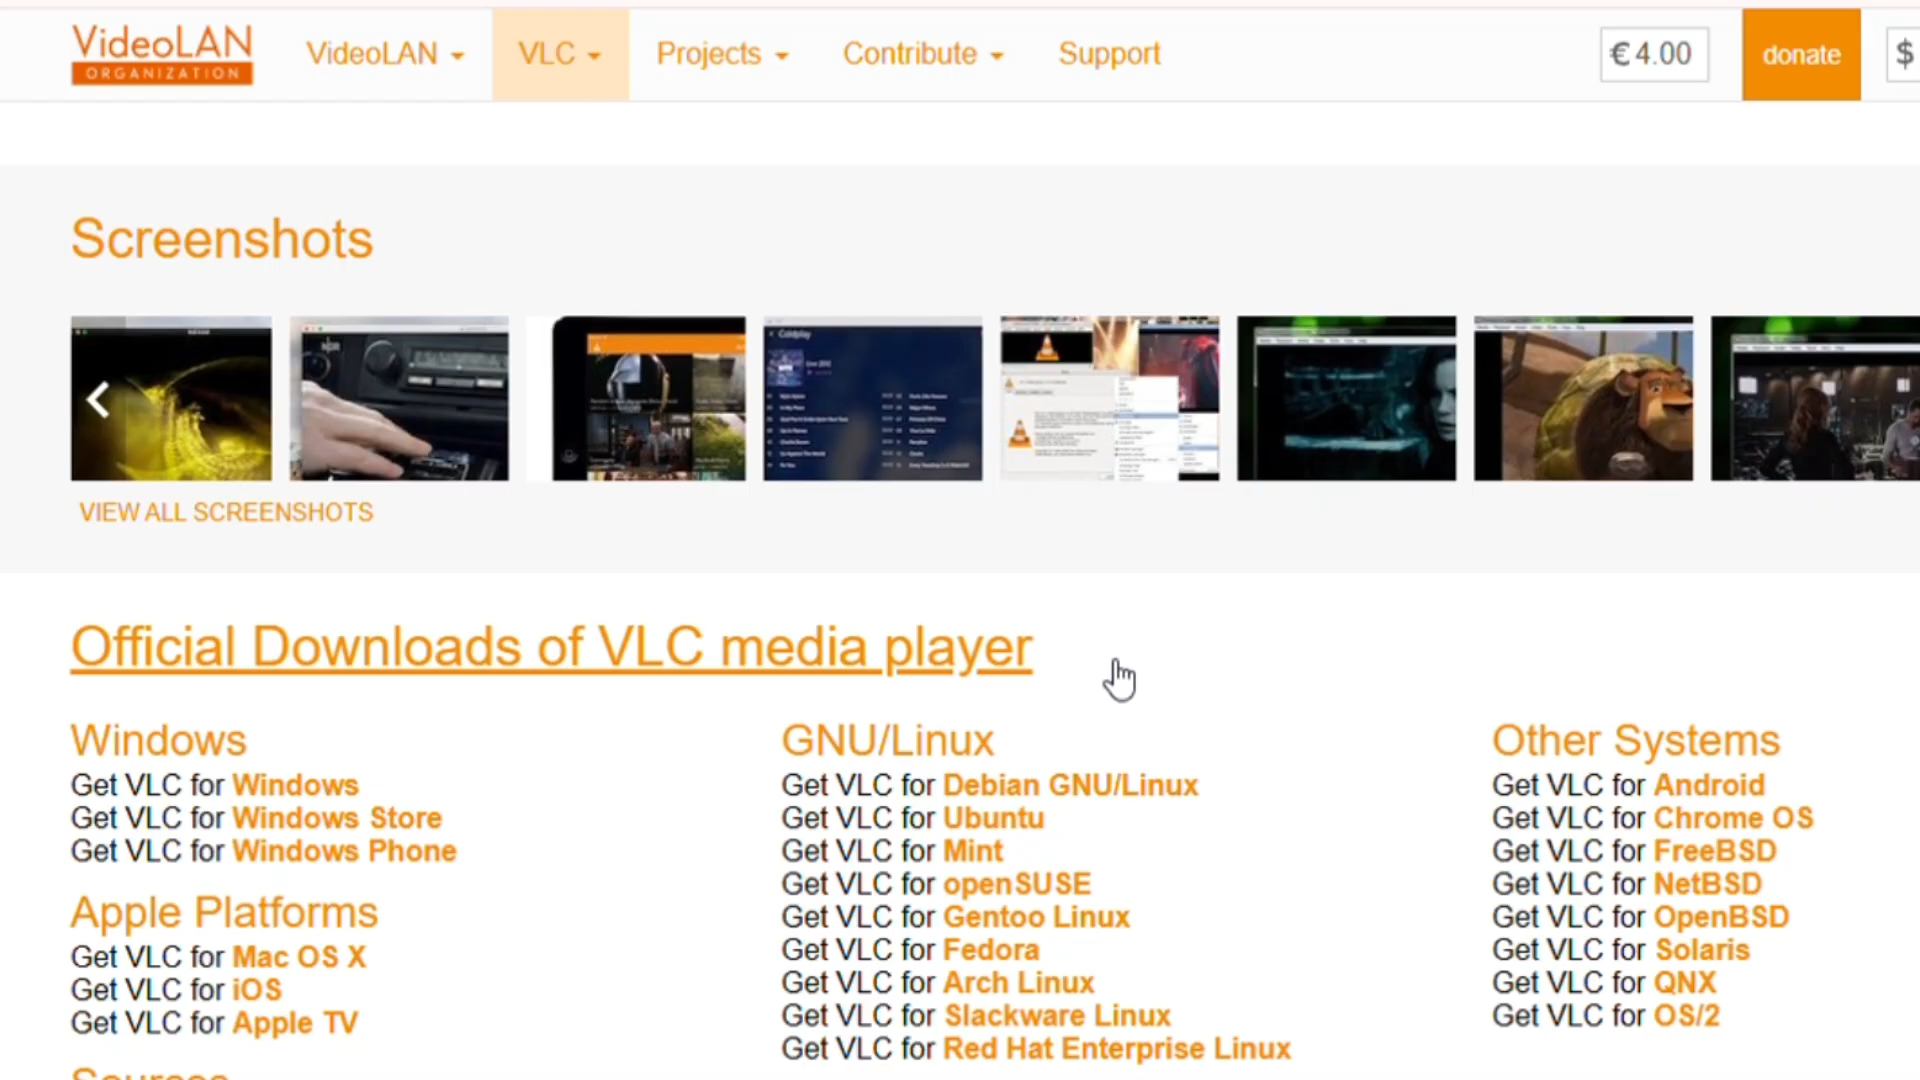 VideoLAN
ORGANIZATION
VideoLAN
VLC
Projects
Contribute
Support
€ 4.00
donate
$
Screenshots
Coldplay
VIEW ALL SCREENSHOTS
Official Downloads of VLC media player
Windows
Get VLC for Windows
Get VLC for Windows Store
Get VLC for Windows Phone
Apple Platforms
Get VLC for Mac OS X
Get VLC for iOS
Get VLC for Apple TV
Sources
GNU/Linux
Get VLC for Debian GNU/Linux
Get VLC for Ubuntu
Get VLC for Mint
Get VLC for openSUSE
Get VLC for Gentoo Linux
Get VLC for Fedora
Get VLC for Arch Linux
Get VLC for Slackware Linux
Get VLC for Red Hat Enterprise Linux
Other Systems
Get VLC for Android
Get VLC for Chrome OS
Get VLC for FreeBSD
Get VLC for NetBSD
Get VLC for OpenBSD
Get VLC for Solaris
Get VLC for QNX
Get VLC for OS/2